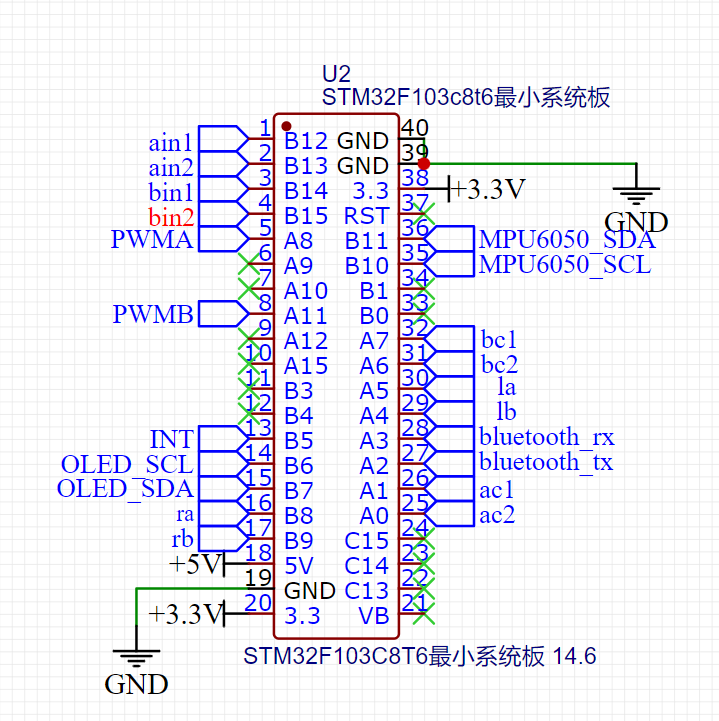 U2
STM32F103c8t6最小系统板
ain1 1 B12 GND 40
ain2 2 B13 GND 39
bin1 3 B14 3.3 38 +3.3V
bin2 4 B15 RST 37 GND
PWMA 5 A8 B11 36 MPU6050_SDA
6 A9 B10 35 MPU6050_SCL
7 A10 B1 34
PWMB 8 A11 B0 33
9 A12 A7 32 bc1
10 A15 A6 31 bc2
11 B3 A5 30 la
12 B4 A4 29 lb
INT 13 B5 A3 28 bluetooth_rx
OLED_SCL 14 B6 A2 27 bluetooth_tx
OLED_SDA 15 B7 A1 26 ac1
ra 16 B8 A0 25 ac2
rb 17 B9 C15 24
+5V 18 5V C14 23
19 GND C13 22
+3.3V 20 3.3 VB 21
STM32F103C8T6最小系统板 14.6
GND